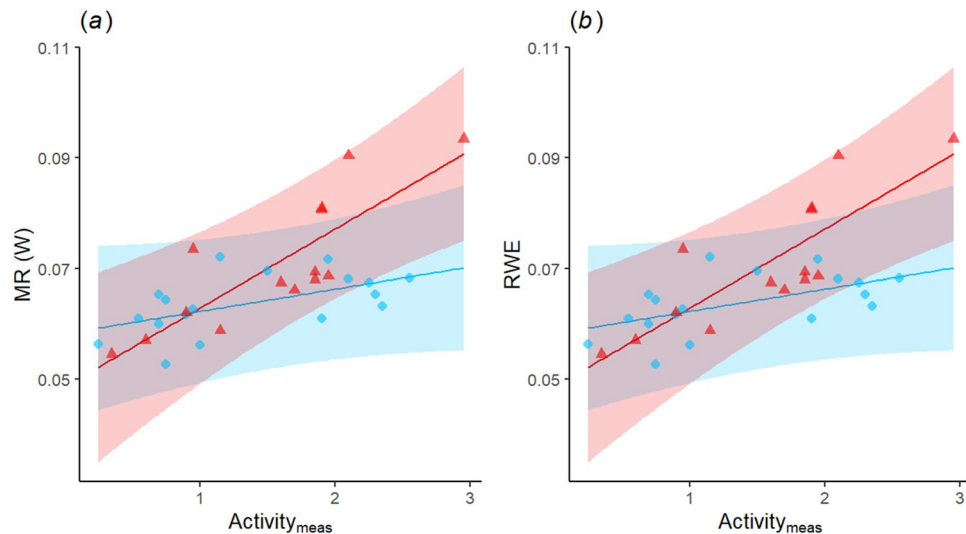 (a)
0.11
0.09
0.07
0.05
MR (W)
1 2 3
Activitymeas
(b)
0.11
0.09
0.07
0.05
RWE
1 2 3
Activitymeas